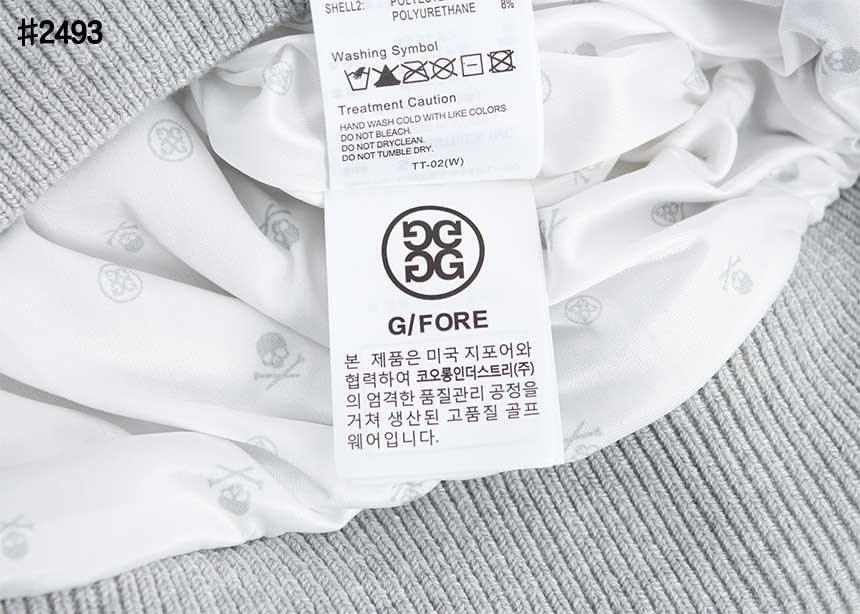 #2493
SHELL2: POLYESTER
POLYURETHANE 8%
Washing Symbol
Treatment Caution
HAND WASH COLD WITH LIKE COLORS
DO NOT BLEACH.
DO NOT DRYCLEAN.
DO NOT TUMBLE DRY.
TT-02(W)
G/FORE
본 제품은 미국 지포어와
협력하여 코오롱인더스트리(주)
의 엄격한 품질관리 공정을
거쳐 생산된 고품질 골프
웨어입니다.